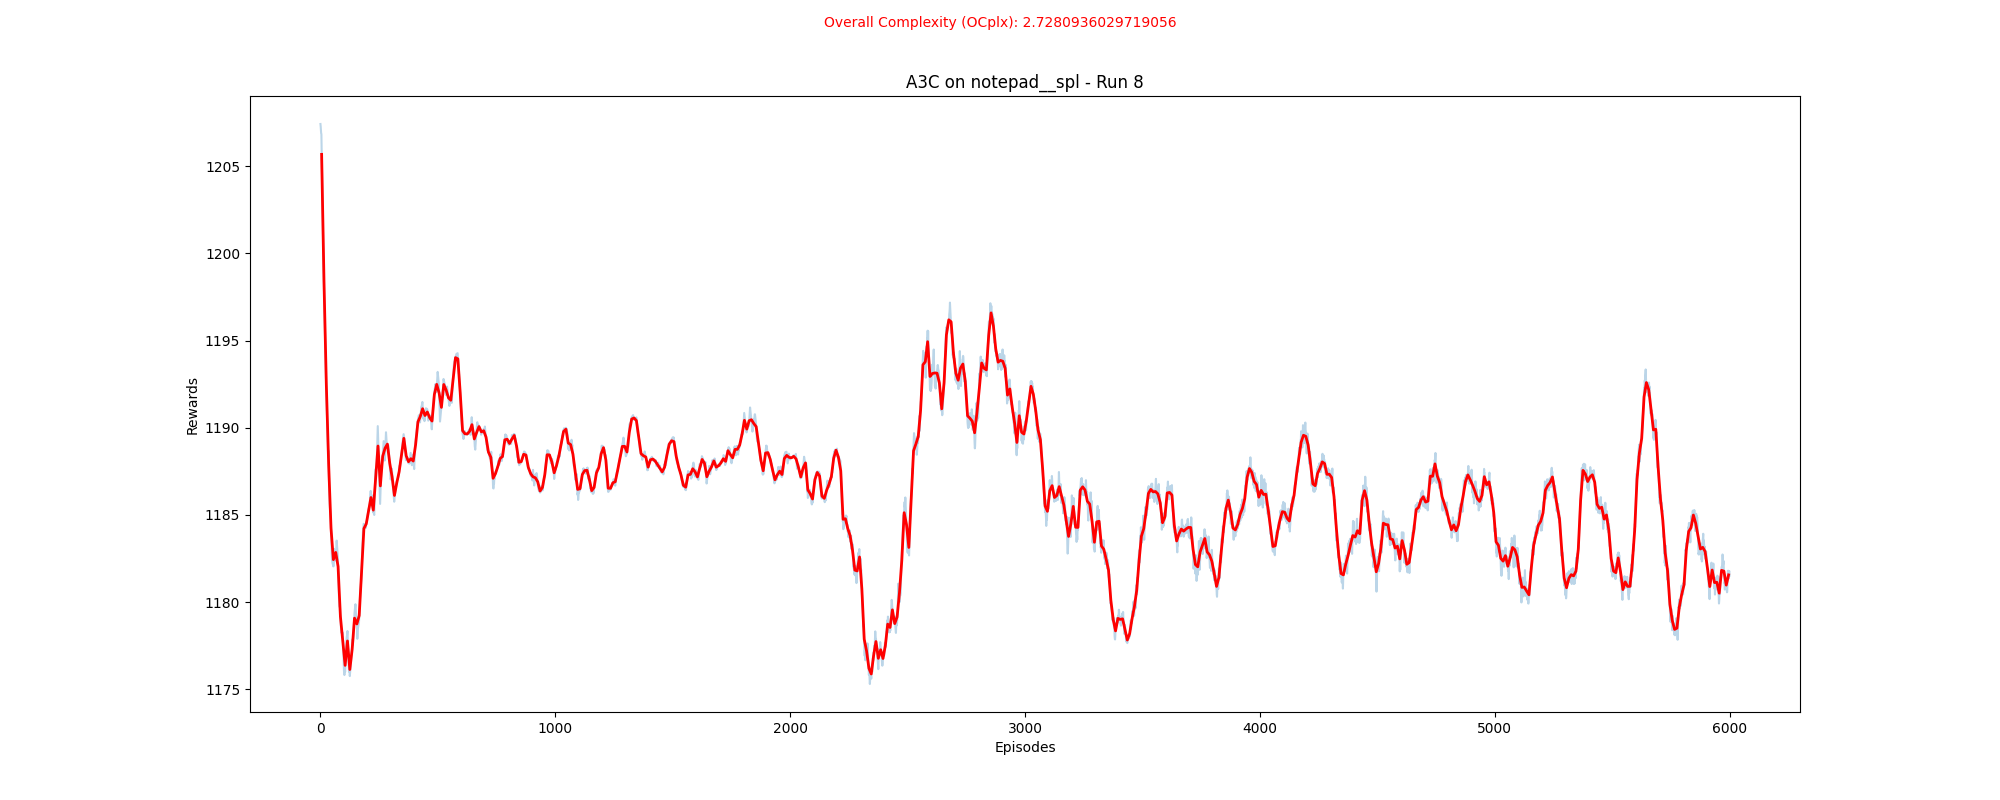 Overall Complexity (OCplx): 2.7280936029719056
A3C on notepad__spl - Run 8
1205
1200
1195
1190
1185
1180
1175
Rewards
0 1000 2000 3000 4000 5000 6000
Episodes